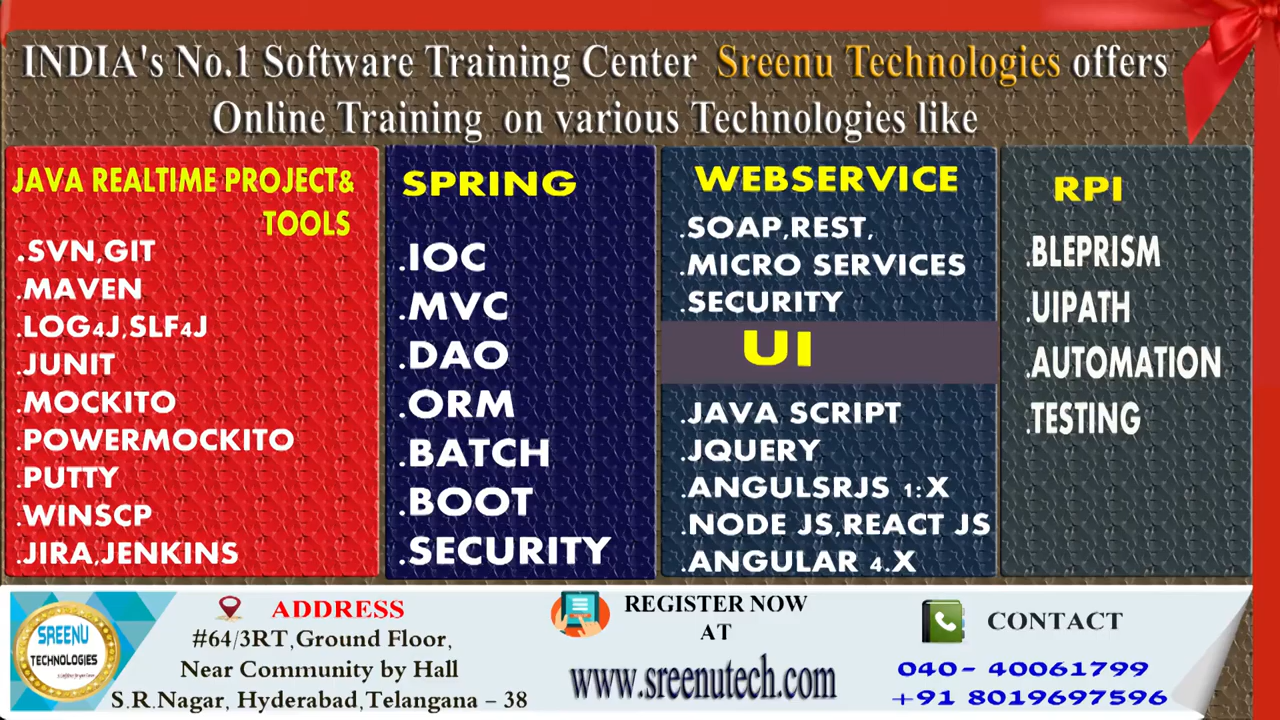 INDIA's No.1 Software Training Center Sreenu Technologies offers
Online Training on various Technologies like
JAVA REALTIME PROJECT&
TOOLS
.SVN,GIT
.MAVEN
.LOG4J,SLF4J
.JUNIT
.MOCKITO
.POWERMOCKITO
.PUTTY
.WINSCP
.JIRA,JENKINS
SPRING
.IOC
.MVC
.DAO
.ORM
.BATCH
.BOOT
.SECURITY
WEBSERVICE
.SOAP,REST,
.MICRO SERVICES
.SECURITY
UI
.JAVA SCRIPT
.JQUERY
.ANGULSRJS 1:X
.NODE JS,REACT JS
.ANGULAR 4.X
RPI
.BLEPRISM
.UIPATH
.AUTOMATION
.TESTING
SREENU
TECHNOLOGIES
ADDRESS
#64/3RT,Ground Floor,
Near Community by Hall
S.R.Nagar, Hyderabad,Telangana - 38
REGISTER NOW
AT
www.sreenutech.com
CONTACT
040- 40061799
+91 8019697596